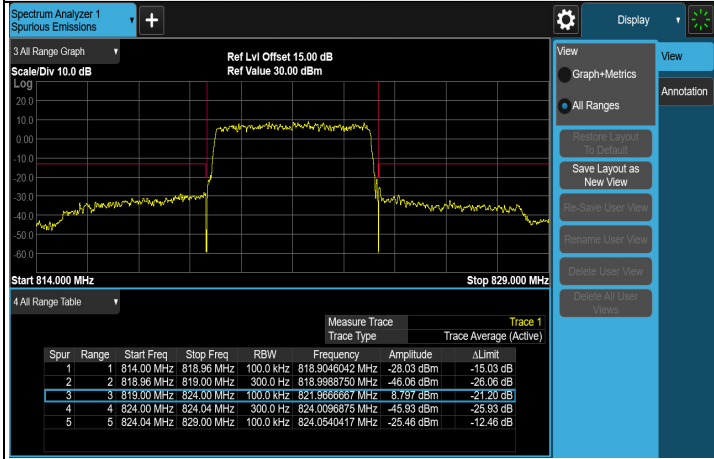 Spectrum Analyzer 1
Spurious Emissions
Display
3 All Range Graph
Ref Lvl Offset 15.00 dB
Scale/Div 10.0 dB
Ref Value 30.00 dBm
Log
20.0
10.0
0.00
-10.0
-20.0
-30.0
-40.0
-50.0
-60.0
Start 814.000 MHz
Stop 829.000 MHz
View
Graph+Metrics
All Ranges
Restore Layout
To Default
Save Layout as
New View
Re-Save User View
Rename User View
Delete User View
Delete All User
Views
View
Annotation
4 All Range Table
Measure Trace Trace 1
Trace Type Trace Average (Active)
Spur Range Start Freq Stop Freq RBW Frequency Amplitude ΔLimit
1 1 814.00 MHz 818.96 MHz 100.0 kHz 818.9046042 MHz -28.03 dBm -15.03 dB
2 2 818.96 MHz 819.00 MHz 300.0 Hz 818.9988750 MHz -46.06 dBm -26.06 dB
3 3 819.00 MHz 824.00 MHz 100.0 kHz 821.9666667 MHz 8.797 dBm -21.20 dB
4 4 824.00 MHz 824.04 MHz 300.0 Hz 824.0096875 MHz -45.93 dBm -25.93 dB
5 5 824.04 MHz 829.00 MHz 100.0 kHz 824.0540417 MHz -25.46 dBm -12.46 dB